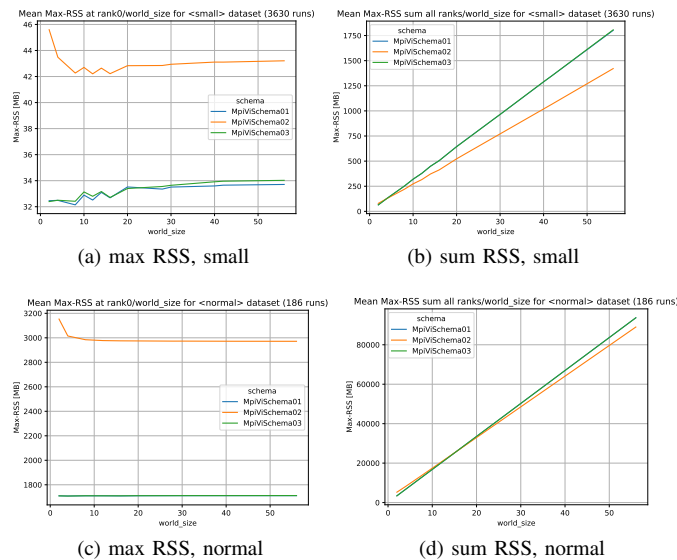 Mean Max-RSS at rank0/world_size for <small> dataset (3630 runs)
46
44
42
40
38
36
34
32
Max-RSS [MB]
0
10
20
30
40
50
world_size
schema
MpiViSchema01
MpiViSchema02
MpiViSchema03
(a) max RSS, small
Mean Max-RSS sum all ranks/world_size for <small> dataset (3630 runs)
1750
1500
1250
1000
750
500
250
0
Max-RSS [MB]
0
10
20
30
40
50
world_size
schema
MpiViSchema01
MpiViSchema02
MpiViSchema03
(b) sum RSS, small
Mean Max-RSS at rank0/world_size for <normal> dataset (186 runs)
3200
3000
2800
2600
2400
2200
2000
1800
Max-RSS [MB]
0
10
20
30
40
50
world_size
schema
MpiViSchema01
MpiViSchema02
MpiViSchema03
(c) max RSS, normal
Mean Max-RSS sum all ranks/world_size for <normal> dataset (186 runs)
80000
60000
40000
20000
0
Max-RSS [MB]
0
10
20
30
40
50
world_size
schema
MpiViSchema01
MpiViSchema02
MpiViSchema03
(d) sum RSS, normal